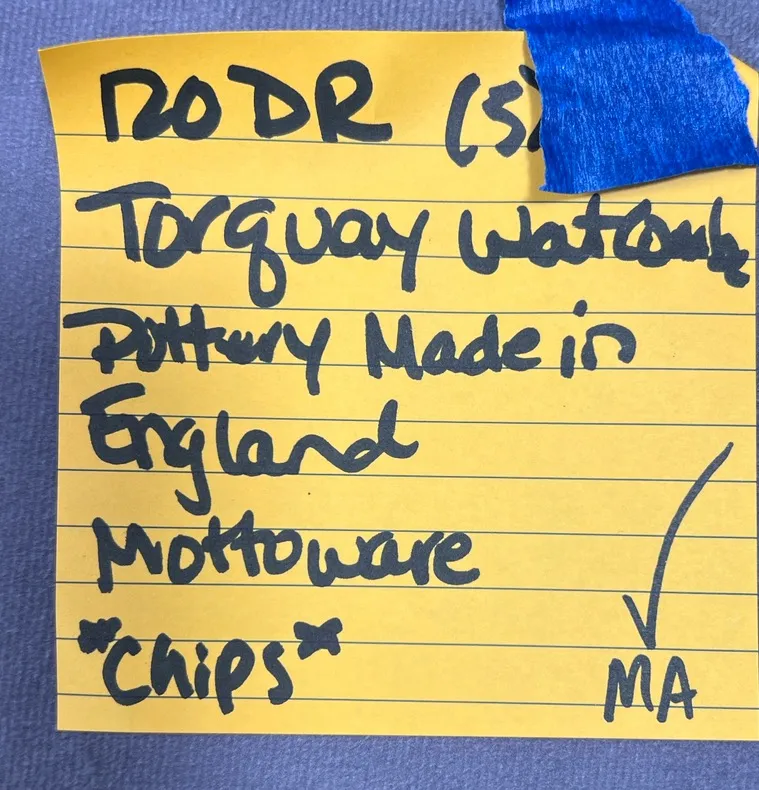 RODR (5)
Torquay Watcombe
Pottery Made in
England
Mottoware
*Chips*
MA